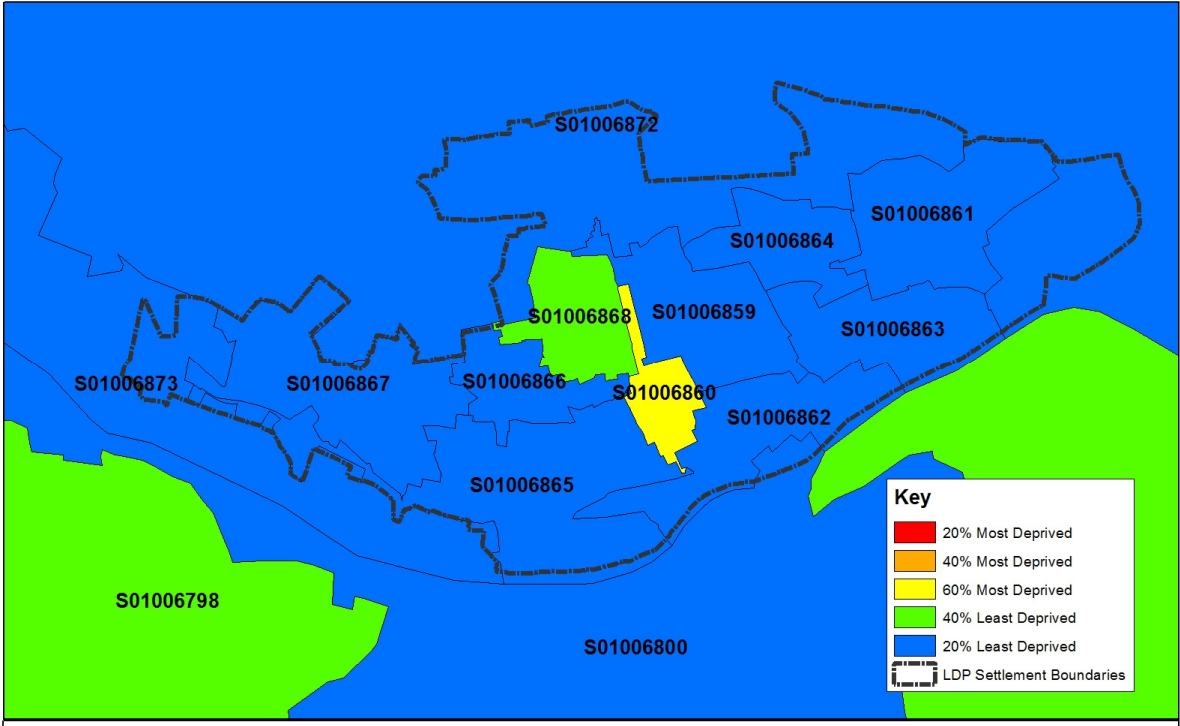 S01006872
S01006861
S01006864
S01006859
S01006868
S01006863
S01006873
S01006867
S01006866
S01006860
S01006862
S01006865
S01006798
S01006800
Key
20% Most Deprived
40% Most Deprived
60% Most Deprived
40% Least Deprived
20% Least Deprived
LDP Settlement Boundaries